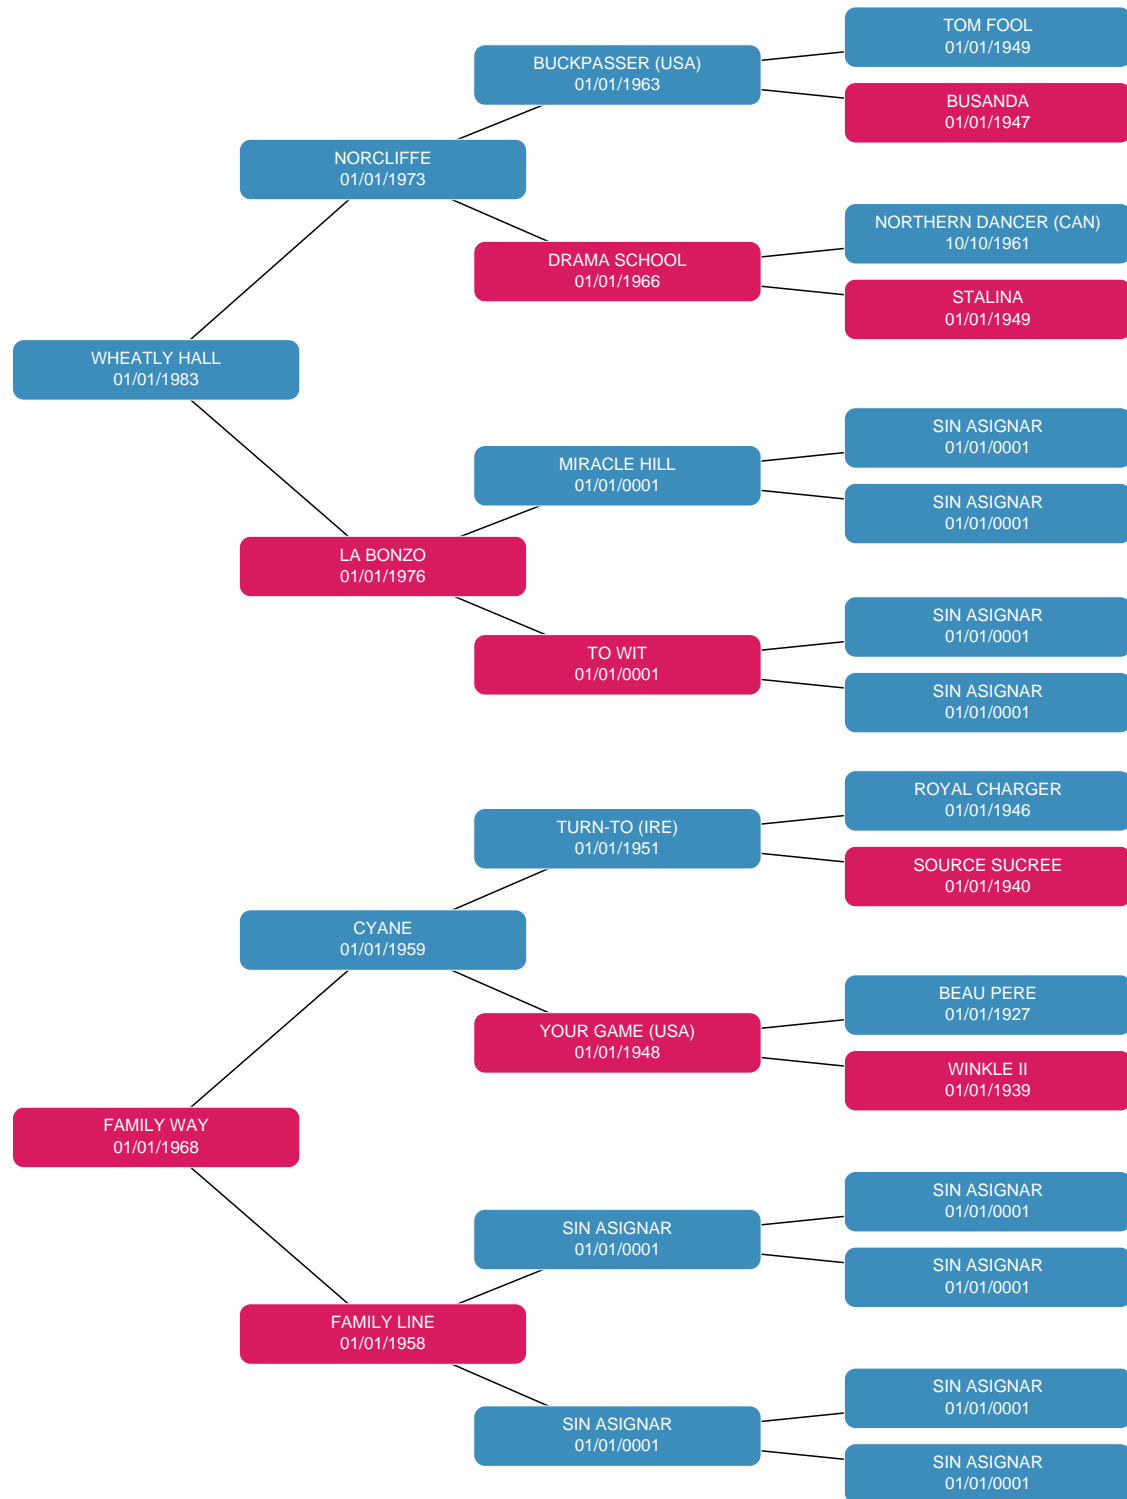 TOM FOOL
01/01/1949
BUCKPASSER (USA)
01/01/1963
BUSANDA
01/01/1947
NORCLIFFE
01/01/1973
NORTHERN DANCER (CAN)
10/10/1961
DRAMA SCHOOL
01/01/1966
STALINA
01/01/1949
WHEATLY HALL
01/01/1983
SIN ASIGNAR
01/01/0001
MIRACLE HILL
01/01/0001
SIN ASIGNAR
01/01/0001
LA BONZO
01/01/1976
SIN ASIGNAR
01/01/0001
TO WIT
01/01/0001
SIN ASIGNAR
01/01/0001
ROYAL CHARGER
01/01/1946
TURN-TO (IRE)
01/01/1951
SOURCE SUCREE
01/01/1940
CYANE
01/01/1959
BEAU PERE
01/01/1927
YOUR GAME (USA)
01/01/1948
WINKLE II
01/01/1939
FAMILY WAY
01/01/1968
SIN ASIGNAR
01/01/0001
SIN ASIGNAR
01/01/0001
SIN ASIGNAR
01/01/0001
FAMILY LINE
01/01/1958
SIN ASIGNAR
01/01/0001
SIN ASIGNAR
01/01/0001
SIN ASIGNAR
01/01/0001